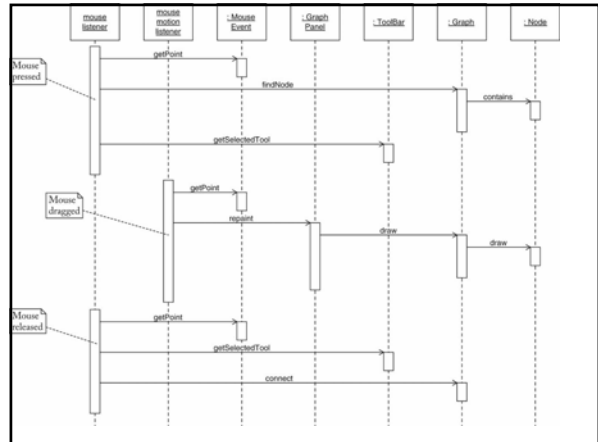 mouse
listener
mouse
motion
listener
: Mouse
Event
: Graph
Panel
: ToolBar
: Graph
: Node
Mouse
pressed
getPoint
findNode
contains
getSelectedTool
Mouse
dragged
getPoint
repaint
draw
draw
Mouse
released
getPoint
getSelectedTool
connect